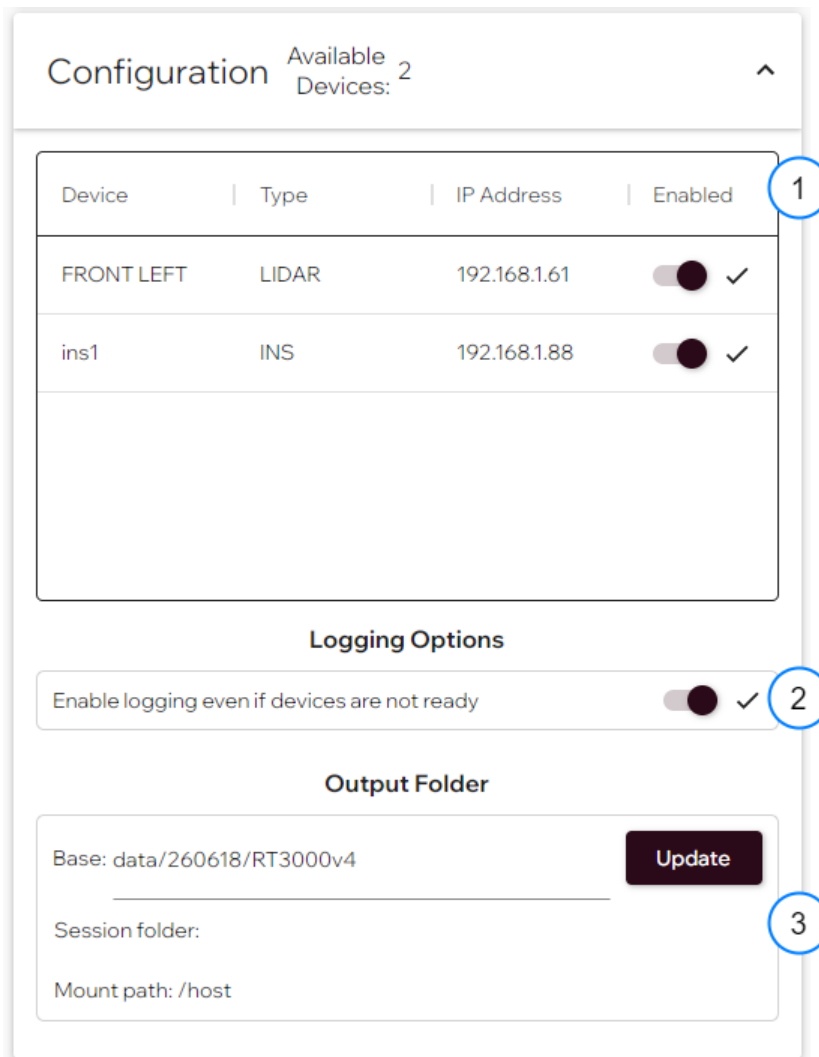 Configuration
Available
Devices: 2
Device Type IP Address Enabled
1
FRONT LEFT LIDAR 192.168.1.61
ins1 INS 192.168.1.88
Logging Options
Enable logging even if devices are not ready
2
Output Folder
Base: data/260618/RT3000v4
Update
Session folder:
3
Mount path: /host